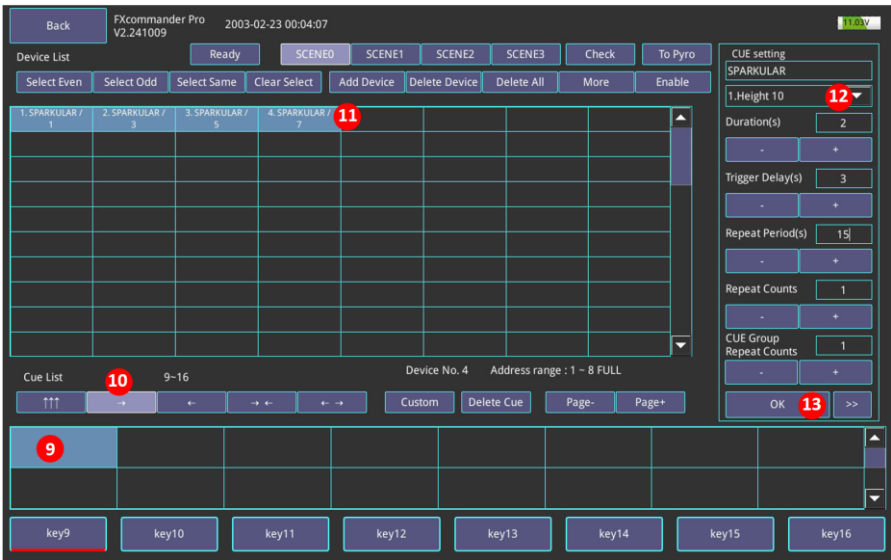 Back
FXcommander Pro
V2.241009
2003-02-23 00:04:07
11.03V
Device List
Ready
SCENE0
SCENE1
SCENE2
SCENE3
Check
To Pyro
Select Even
Select Odd
Select Same
Clear Select
Add Device
Delete Device
Delete All
More
Enable
1. SPARKULAR /
1
2. SPARKULAR /
3
3. SPARKULAR /
5
4. SPARKULAR /
7
11
CUE setting
SPARKULAR
1.Height 10
12
Duration(s)
2
-
+
Trigger Delay(s)
3
-
+
Repeat Period(s)
15
-
+
Repeat Counts
1
-
+
CUE Group
Repeat Counts
1
-
+
OK
13
>>
Cue List
10
9~16
Device No. 4
Address range : 1 ~ 8 FULL
↑↑↑
→
←
→ ←
← →
Custom
Delete Cue
Page-
Page+
9
key9
key10
key11
key12
key13
key14
key15
key16